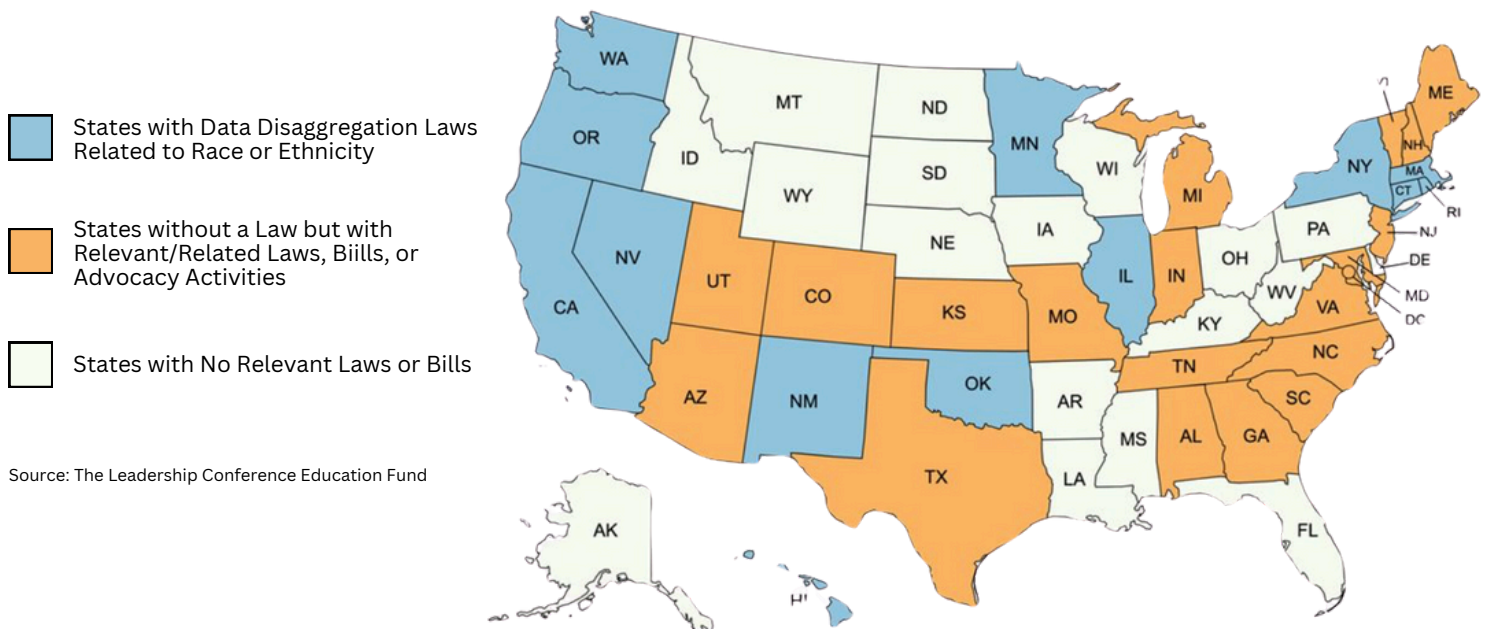 States with Data Disaggregation Laws
Related to Race or Ethnicity
States without a Law but with
Relevant/Related Laws, Biills, or
Advocacy Activities
States with No Relevant Laws or Bills
Source: The Leadership Conference Education Fund
WA
MT
ND
MN
ME
OR
ID
SD
WI
NH
NY
MA
CT
WY
MI
RI
NE
IA
PA
NJ
NV
UT
CO
IL
IN
OH
DE
CA
KS
MO
WV
MD
VA
DC
KY
NC
TN
AZ
NM
OK
AR
SC
MS
AL
GA
TX
LA
AK
FL